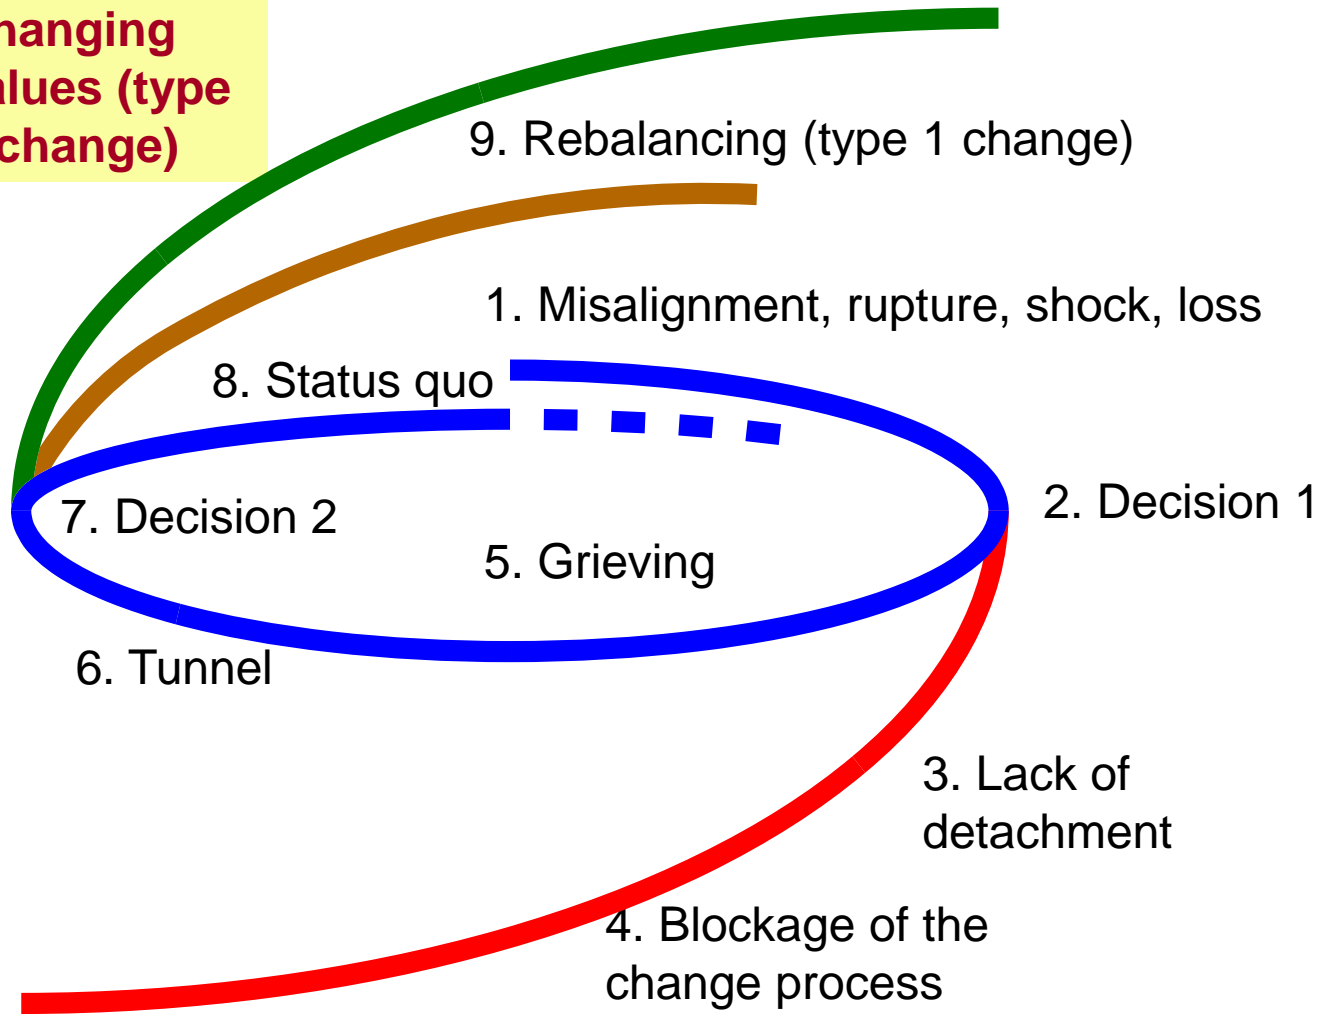 hanging
alues (type
change)
9. Rebalancing (type 1 change)
1. Misalignment, rupture, shock, loss
8. Status quo
2. Decision 1
7. Decision 2
5. Grieving
6. Tunnel
3. Lack of
detachment
4. Blockage of the
change process